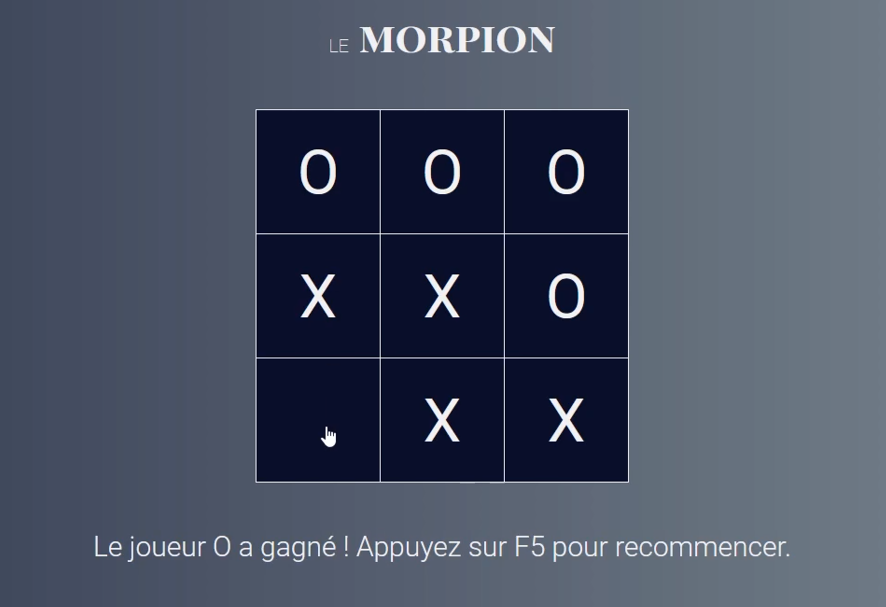 LE MORPION
O O O
X X O
X X
Le joueur O a gagné ! Appuyez sur F5 pour recommencer.